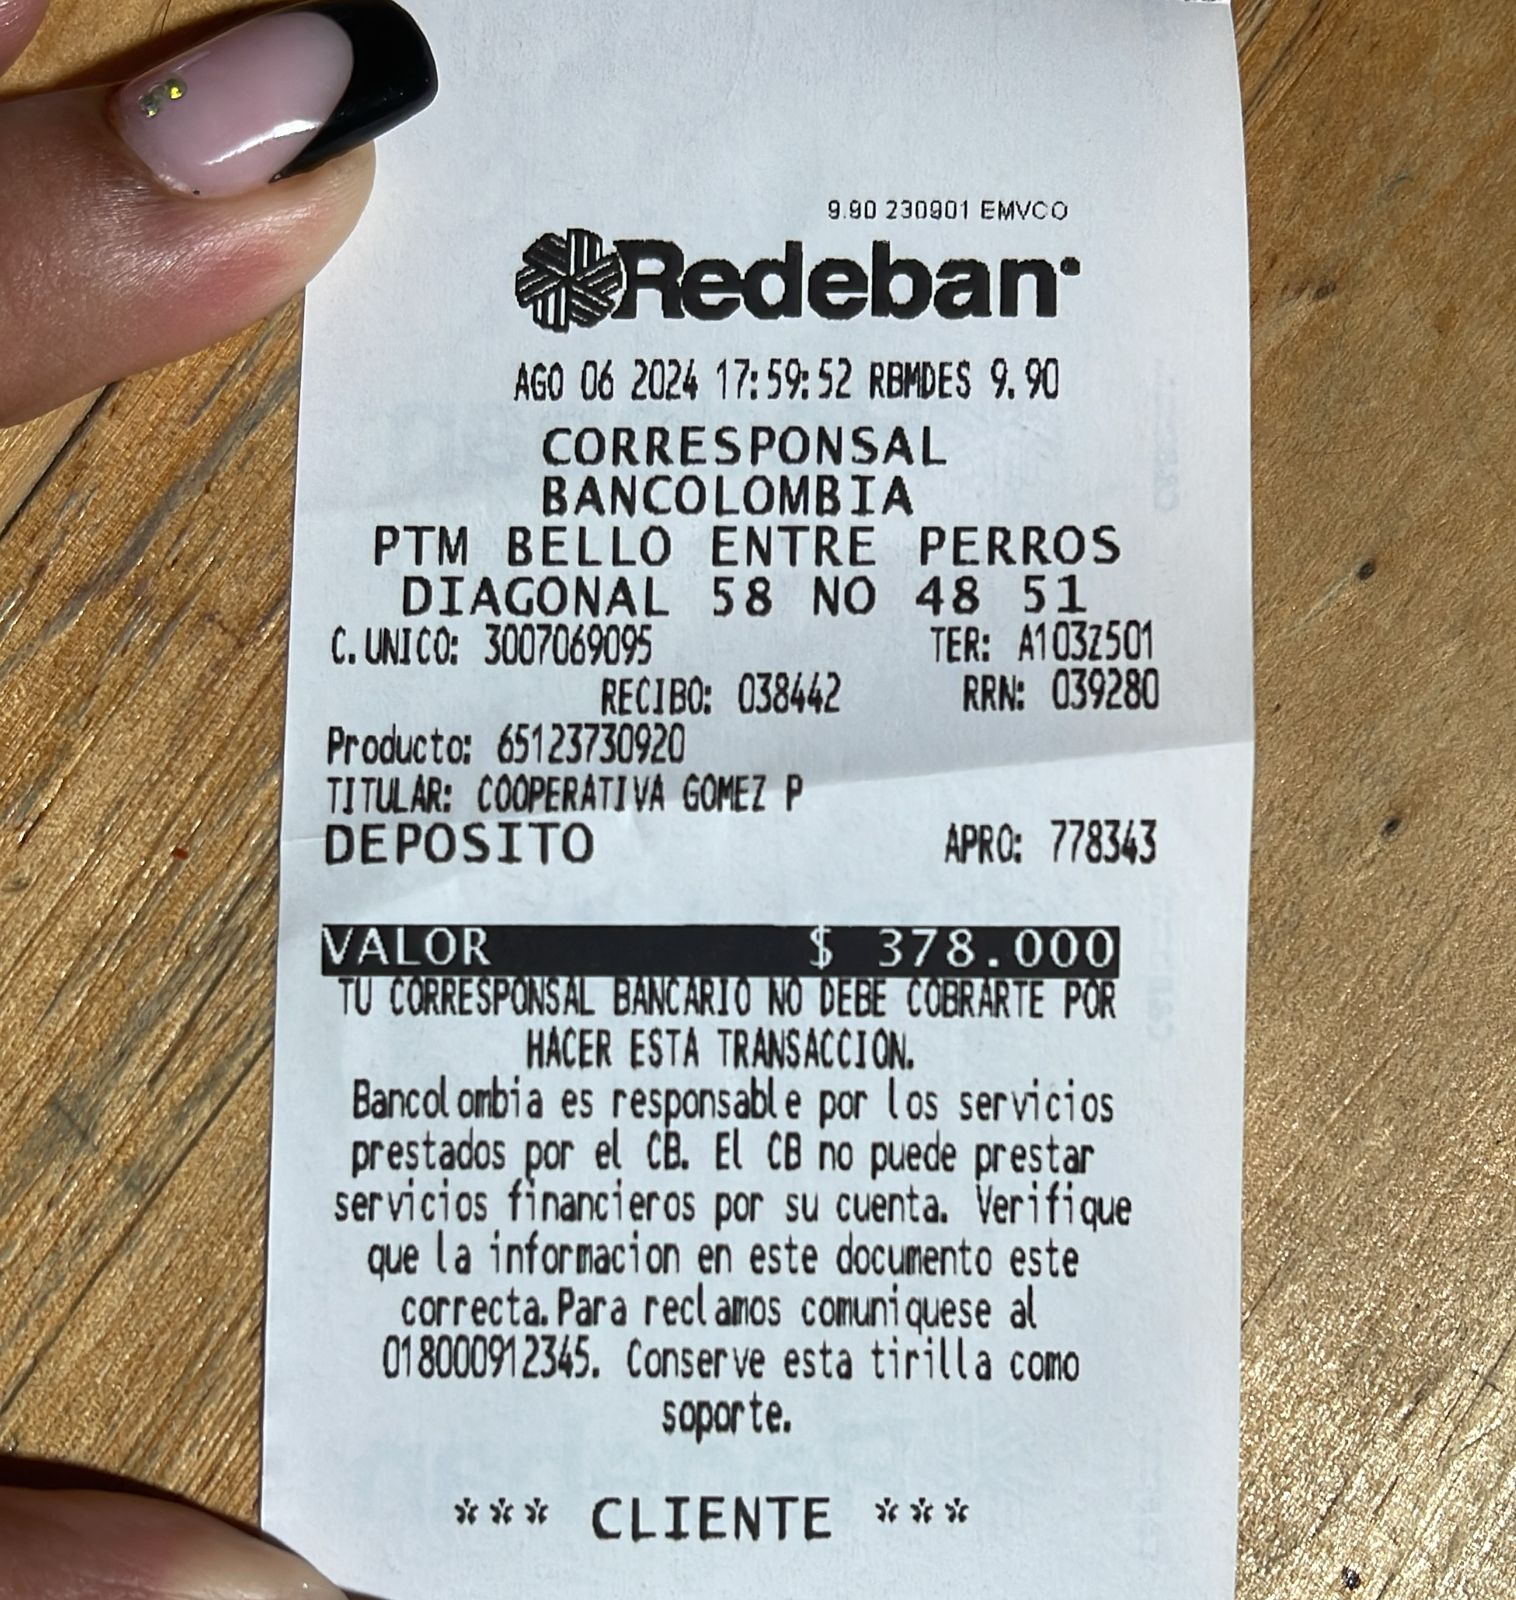 9.90 230901 EMVCO
Redeban
AGO 06 2024 17:59:52 RBMDES 9.90
CORRESPONSAL
BANCOLOMBIA
PTM BELLO ENTRE PERROS
DIAGONAL 58 NO 48 51
C. UNICO: 3007069095 TER: A103Z501
RECIBO: 038442 RRN: 039280
Producto: 65123730920
TITULAR: COOPERATIVA GOMEZ P
DEPOSITO APRO: 778343
VALOR $ 378.000
TU CORRESPONSAL BANCARIO NO DEBE COBRARTE POR
HACER ESTA TRANSACCION.
Bancolombia es responsable por los servicios
prestados por el CB. El CB no puede prestar
servicios financieros por su cuenta. Verifique
que la informacion en este documento este
correcta.Para reclamos comuniquese al
018000912345. Conserve esta tirilla como
soporte.
*** CLIENTE ***